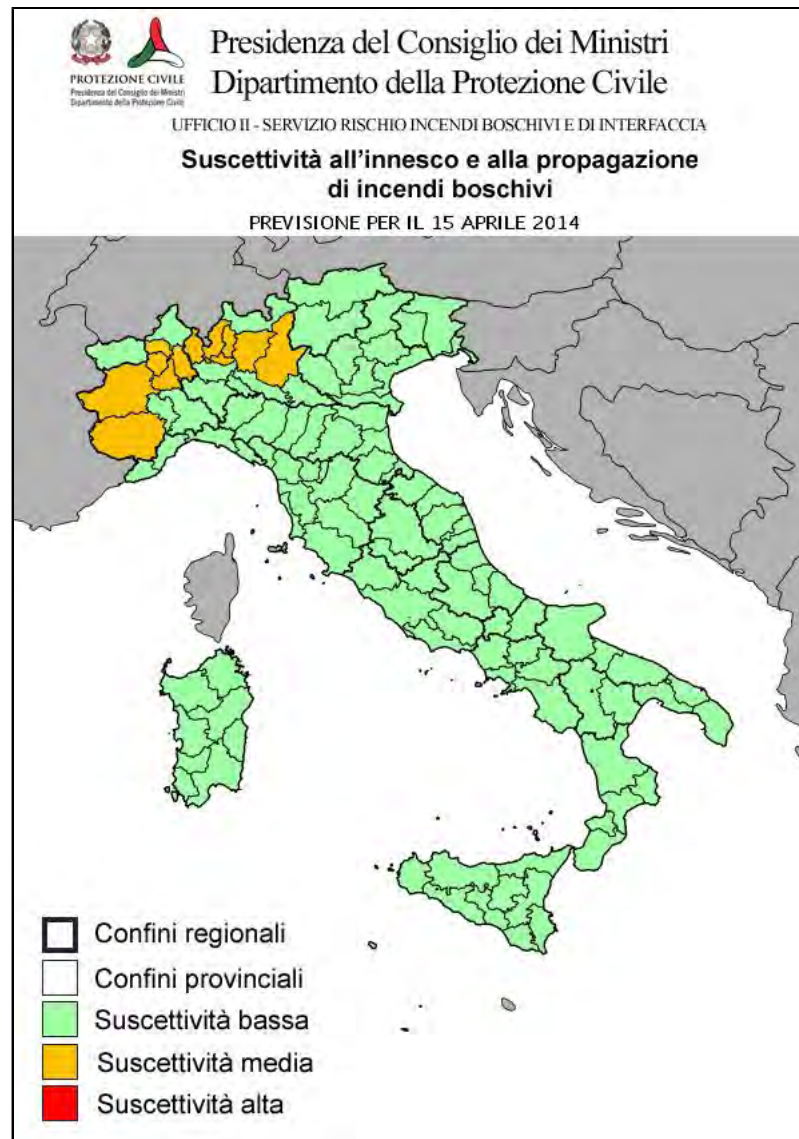 PROTEZIONE CIVILE
Presidenza del Consiglio dei Ministri
Dipartimento della Protezione Civile
Presidenza del Consiglio dei Ministri
Dipartimento della Protezione Civile
UFFICIO II - SERVIZIO RISCHIO INCENDI BOSCHIVI E DI INTERFACCIA
Suscettività all'innesco e alla propagazione
di incendi boschivi
PREVISIONE PER IL 15 APRILE 2014
Confini regionali
Confini provinciali
Suscettività bassa
Suscettività media
Suscettività alta